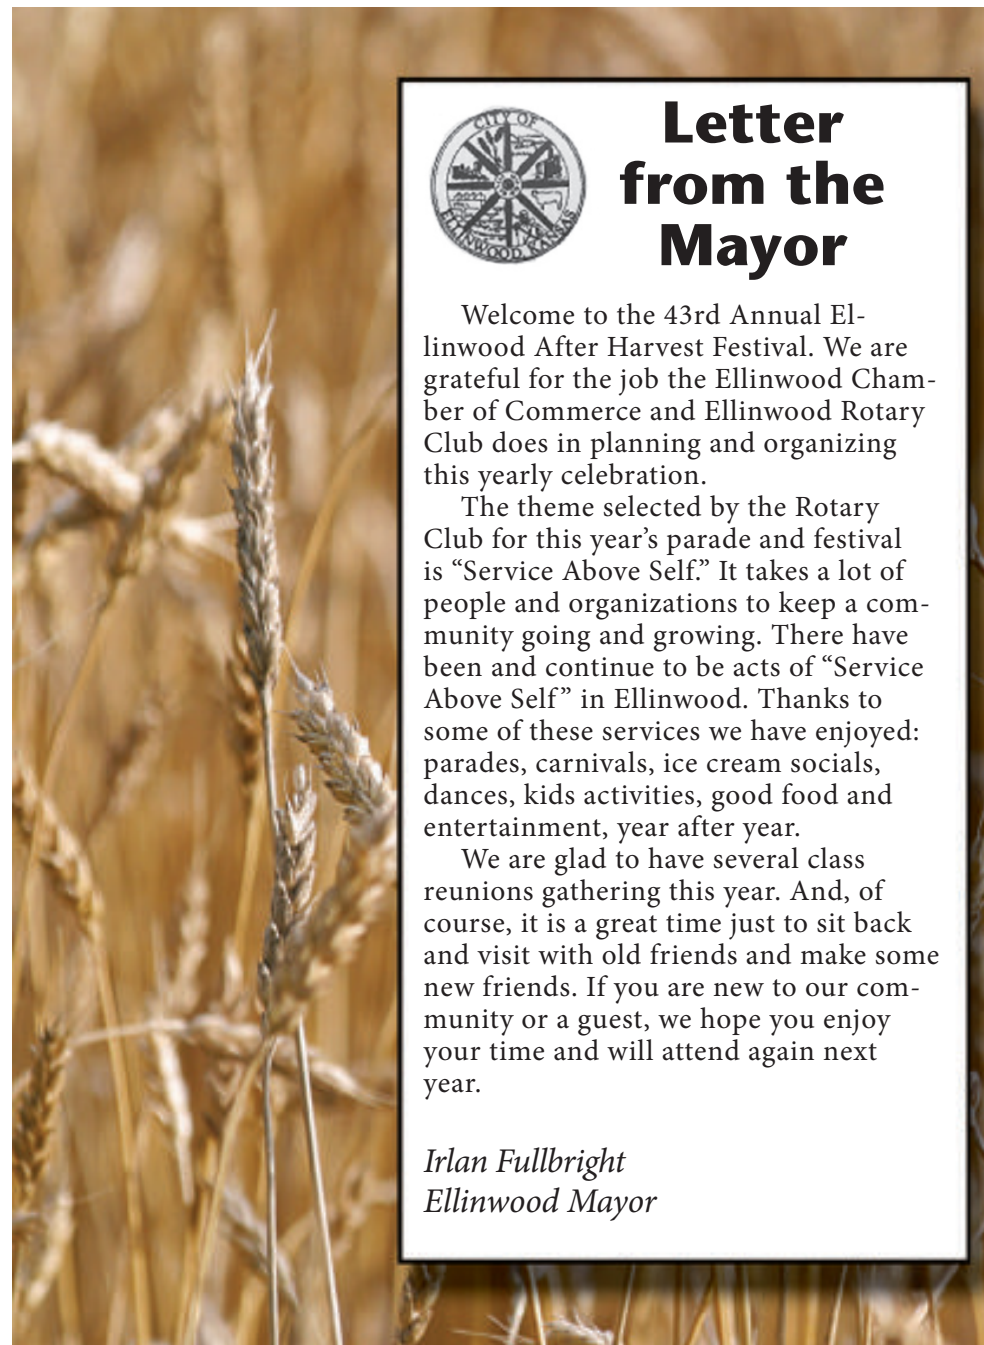 CITY OF
ELLINWOOD, KANSAS
Letter
from the
Mayor
Welcome to the 43rd Annual El-
linwood After Harvest Festival. We are
grateful for the job the Ellinwood Cham-
ber of Commerce and Ellinwood Rotary
Club does in planning and organizing
this yearly celebration.
The theme selected by the Rotary
Club for this year’s parade and festival
is “Service Above Self.” It takes a lot of
people and organizations to keep a com-
munity going and growing. There have
been and continue to be acts of “Service
Above Self” in Ellinwood. Thanks to
some of these services we have enjoyed:
parades, carnivals, ice cream socials,
dances, kids activities, good food and
entertainment, year after year.
We are glad to have several class
reunions gathering this year. And, of
course, it is a great time just to sit back
and visit with old friends and make some
new friends. If you are new to our com-
munity or a guest, we hope you enjoy
your time and will attend again next
year.
Irlan Fullbright
Ellinwood Mayor